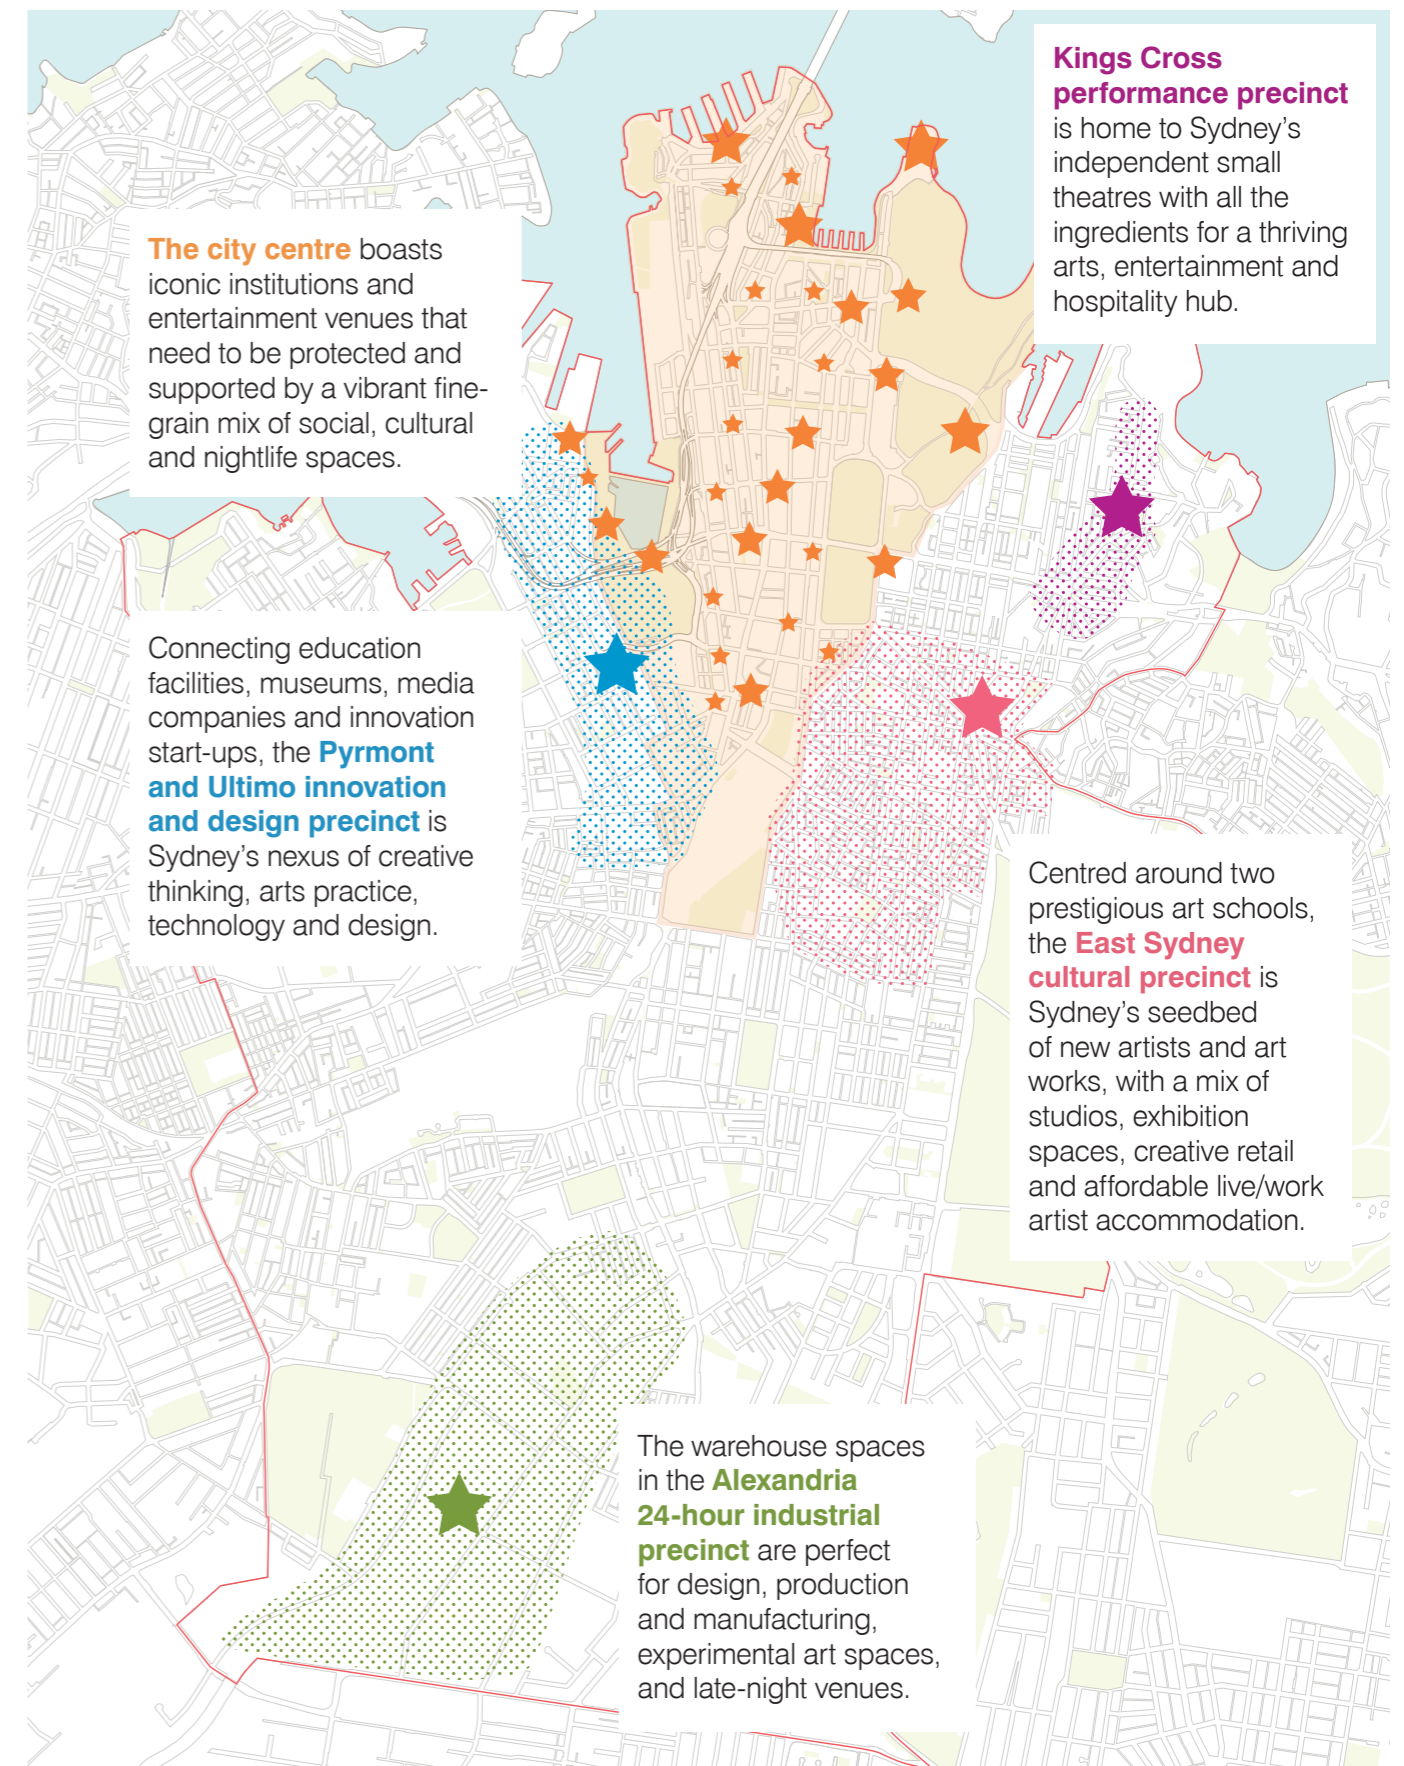 Kings Cross
performance precinct
is home to Sydney’s
independent small
theatres with all the
ingredients for a thriving
arts, entertainment and
hospitality hub.
The city centre boasts
iconic institutions and
entertainment venues that
need to be protected and
supported by a vibrant fine-
grain mix of social, cultural
and nightlife spaces.
Connecting education
facilities, museums, media
companies and innovation
start-ups, the Pyrmont
and Ultimo innovation
and design precinct is
Sydney’s nexus of creative
thinking, arts practice,
technology and design.
Centred around two
prestigious art schools,
the East Sydney
cultural precinct is
Sydney’s seedbed
of new artists and art
works, with a mix of
studios, exhibition
spaces, creative retail
and affordable live/work
artist accommodation.
The warehouse spaces
in the Alexandria
24-hour industrial
precinct are perfect
for design, production
and manufacturing,
experimental art spaces,
and late-night venues.